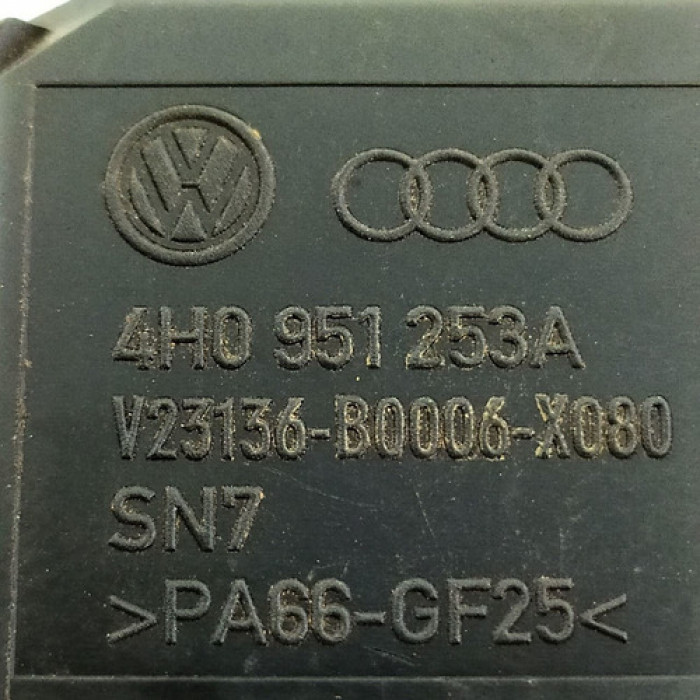 4H0 951 253A
V23136-B0006-X080
SN7
>PA66-GF25<